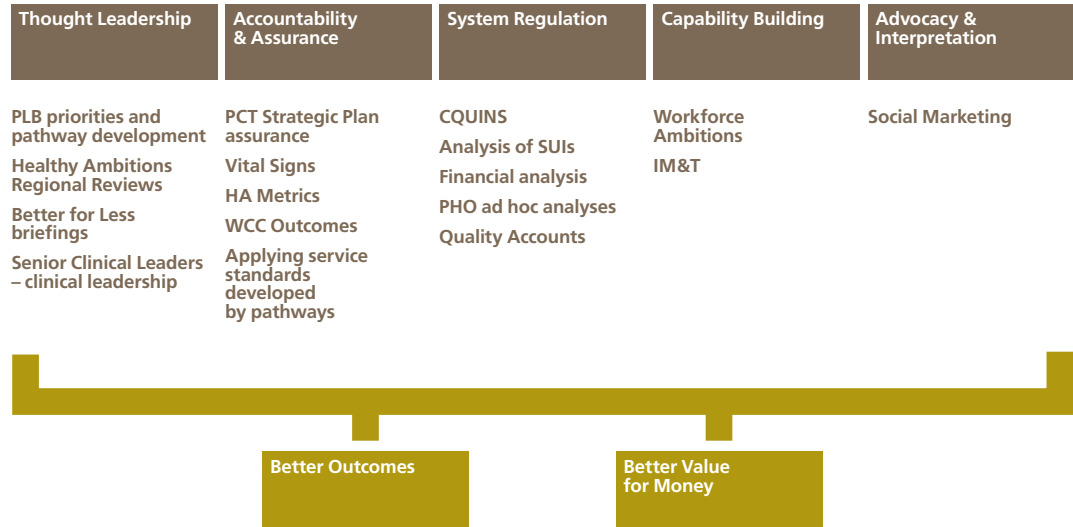 Thought Leadership
Accountability
& Assurance
System Regulation
Capability Building
Advocacy &
Interpretation
PLB priorities and
pathway development
Healthy Ambitions
Regional Reviews
Better for Less
briefings
Senior Clinical Leaders
– clinical leadership
PCT Strategic Plan
assurance
Vital Signs
HA Metrics
WCC Outcomes
Applying service
standards
developed
by pathways
CQUINS
Analysis of SUIs
Financial analysis
PHO ad hoc analyses
Quality Accounts
Workforce
Ambitions
IM&T
Social Marketing
Better Outcomes
Better Value
for Money